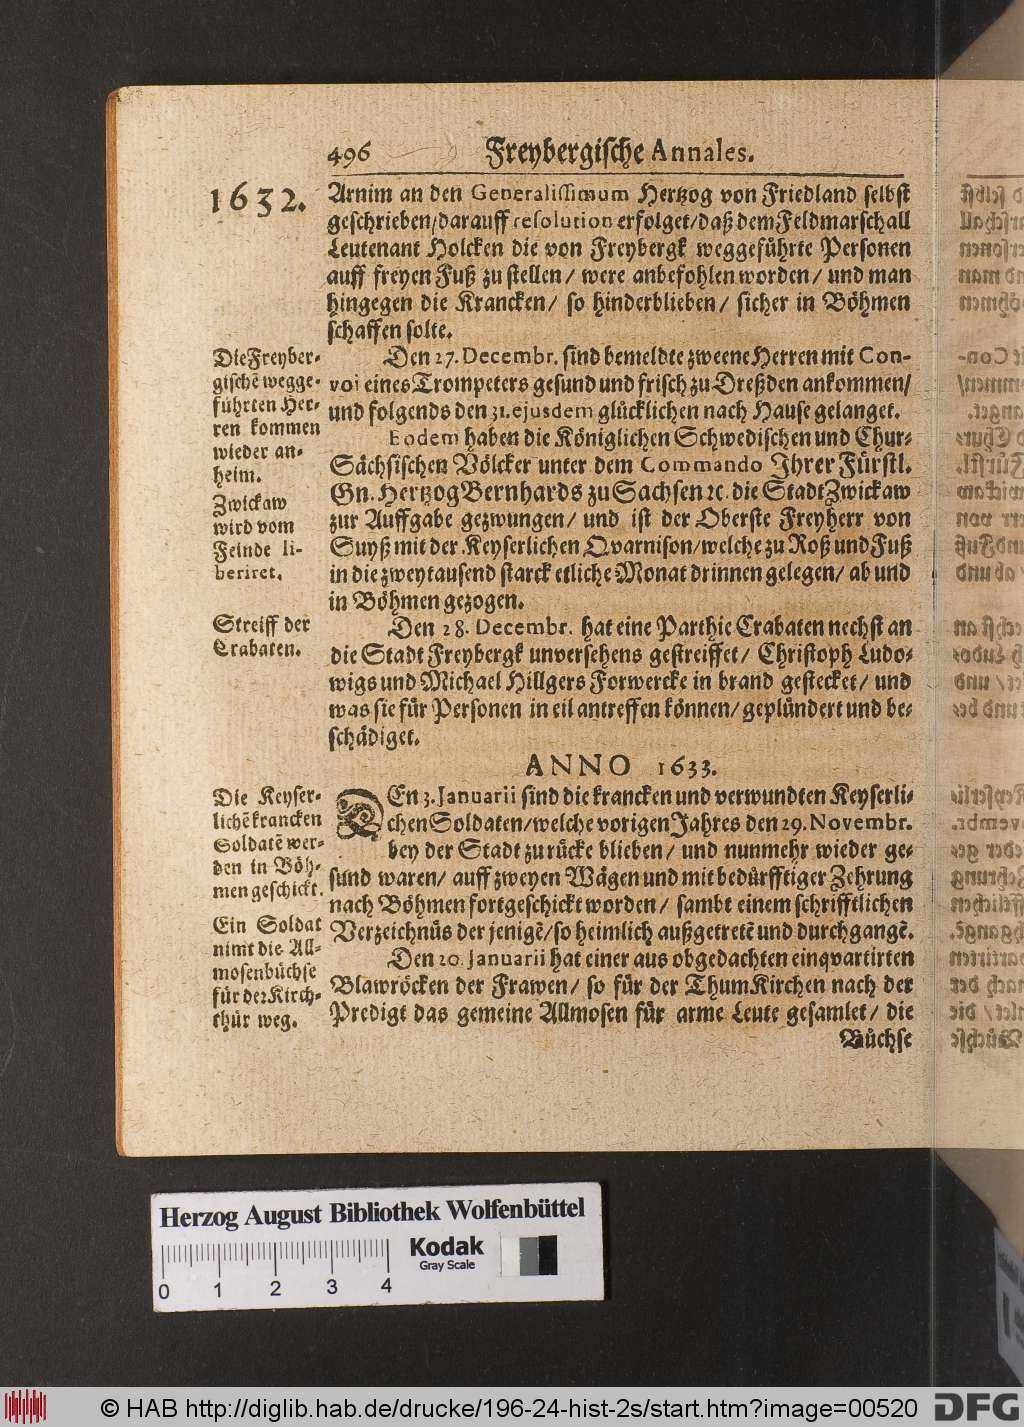 496 Freybergische Annales.
1632.
Arnim an den Generalissimum Hertzog von Friedland selbst
geschrieben/darauff resolution erfolget/daß dem Feldmarschall
Leutenant Holcken die von Freybergk weggeführte Personen
auff freyen Fuß zu stellen/ were anbefohlen worden/ und man
hingegen die Krancken/ so hinderblieben/ sicher in Böhmen
schaffen solte.
Die Freyber-
gischē wegge-
führten Her-
ren kommen
wieder an-
heim.
Den 27. Decembr. sind bemeldte zweene Herren mit Con-
voi eines Trompeters gesund und frisch zu Dreßden ankommen/
und folgends den 31. ejusdem glücklichen nach Hause gelanget.
Zwickaw
wird vom
Feinde li-
beriret.
Eodem haben die Königlichen Schwedischen und Chur-
Sächsischen Völcker unter dem Commando Ihrer Fürstl.
Gn. Hertzog Bernhards zu Sachsen ꝛc. die Stadt Zwickaw
zur Auffgabe gezwungen/ und ist der Oberste Freyherr von
Suyß mit der Keyserlichen Qvarnison/welche zu Roß und Fuß
in die zwey tausend starck etliche Monat drinnen gelegen/ ab und
in Böhmen gezogen.
Streiff der
Crabaten.
Den 28. Decembr. hat eine Parthie Crabaten nechst an
die Stadt Freybergk unversehens gestreiffet/ Christoph Ludo-
wigs und Michael Hillgers Forwercke in brand gestecket/ und
was sie für Personen in eil antreffen können/ geplündert und be-
schädiget.
ANNO 1633.
Die Keyser-
lichē krancken
Soldatē wer-
den in Böh-
men geschickt.
DEn 3. Januarii sind die krancken und verwundten Keyserli-
chen Soldaten/welche vorigen Jahres den 29. Novembr.
bey der Stadt zu rücke blieben/ und nunmehr wieder ge-
sund waren/ auff zweyen Wägen und mit bedürfftiger Zehrung
nach Böhmen fortgeschickt worden/ sambt einem schrifftlichen
Verzeichnüs der jenigē/so heimlich außgetretē und durchgangē.
Ein Soldat
nimt die All-
mosenbüchse
für der Kirch-
thür weg.
Den 20. Januarii hat einer aus obgedachten einqvartirten
Blawröcken der Frawen/ so für der ThumKirchen nach der
Predigt das gemeine Allmosen für arme Leute gesamlet/ die
Büchse
Herzog August Bibliothek Wolfenbüttel
Kodak
Gray Scale
0 1 2 3 4
© HAB http://diglib.hab.de/drucke/196-24-hist-2s/start.htm?image=00520
DFG